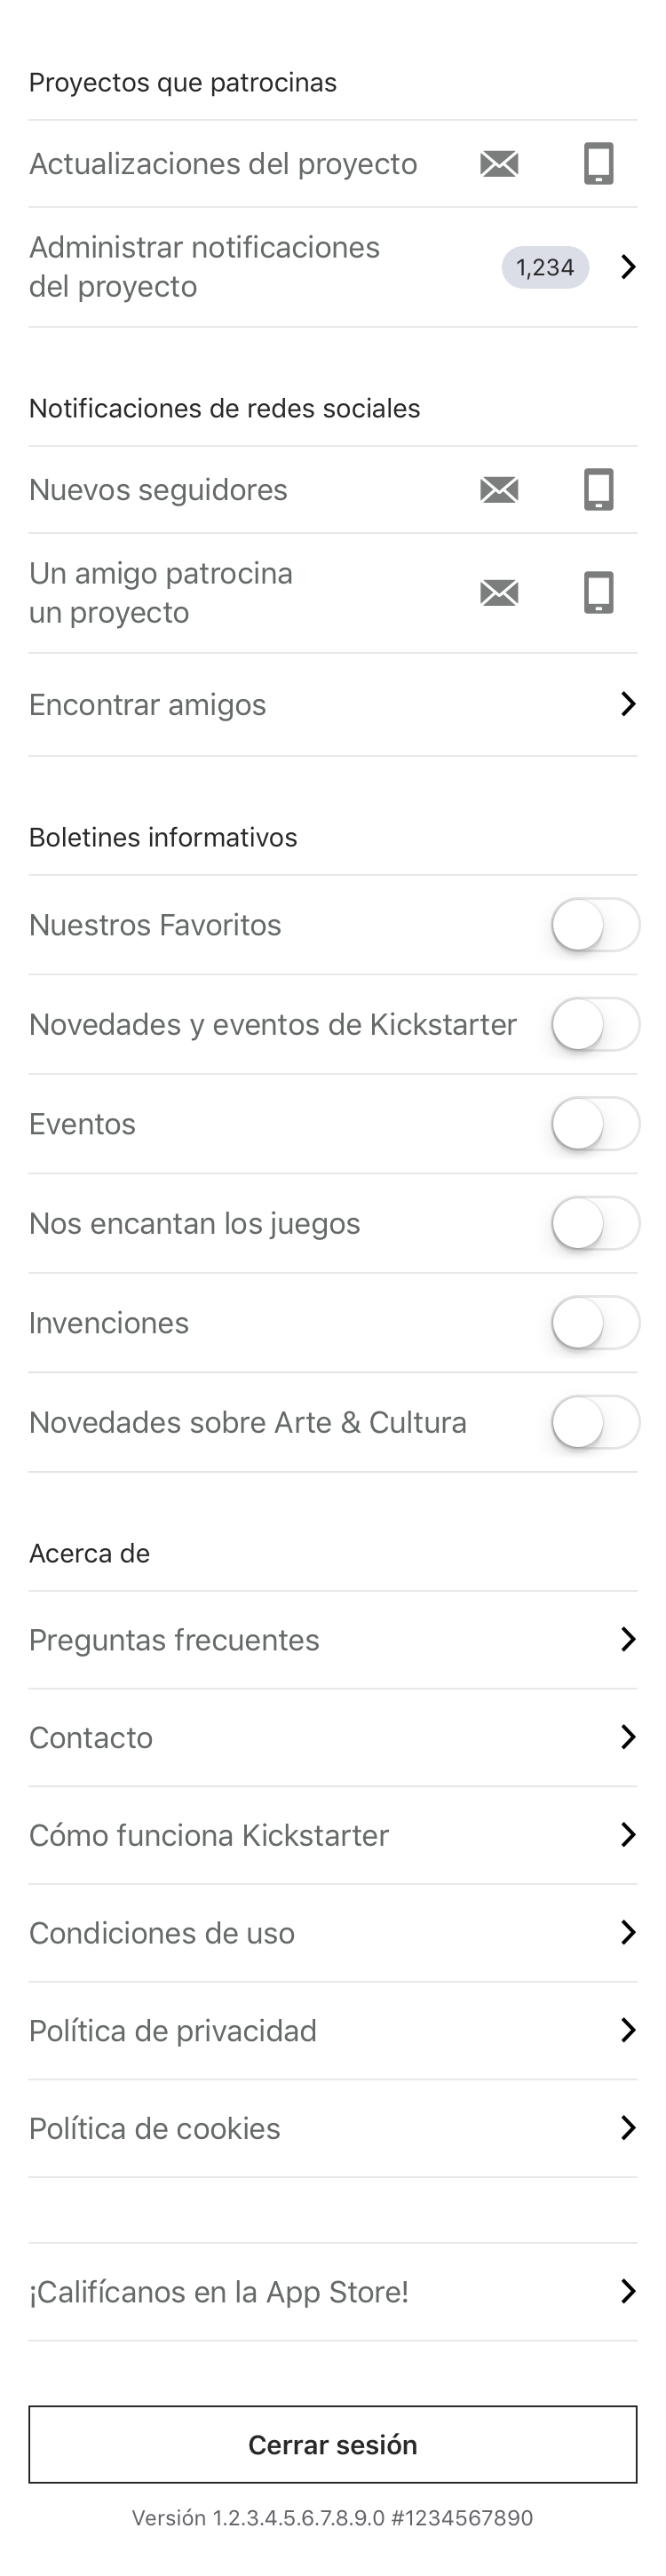 Proyectos que patrocinas
Actualizaciones del proyecto
Administrar notificaciones
del proyecto
1,234
Notificaciones de redes sociales
Nuevos seguidores
Un amigo patrocina
un proyecto
Encontrar amigos
Boletines informativos
Nuestros Favoritos
Novedades y eventos de Kickstarter
Eventos
Nos encantan los juegos
Invenciones
Novedades sobre Arte & Cultura
Acerca de
Preguntas frecuentes
Contacto
Cómo funciona Kickstarter
Condiciones de uso
Política de privacidad
Política de cookies
¡Califícanos en la App Store!
Cerrar sesión
Versión 1.2.3.4.5.6.7.8.9.0 #1234567890